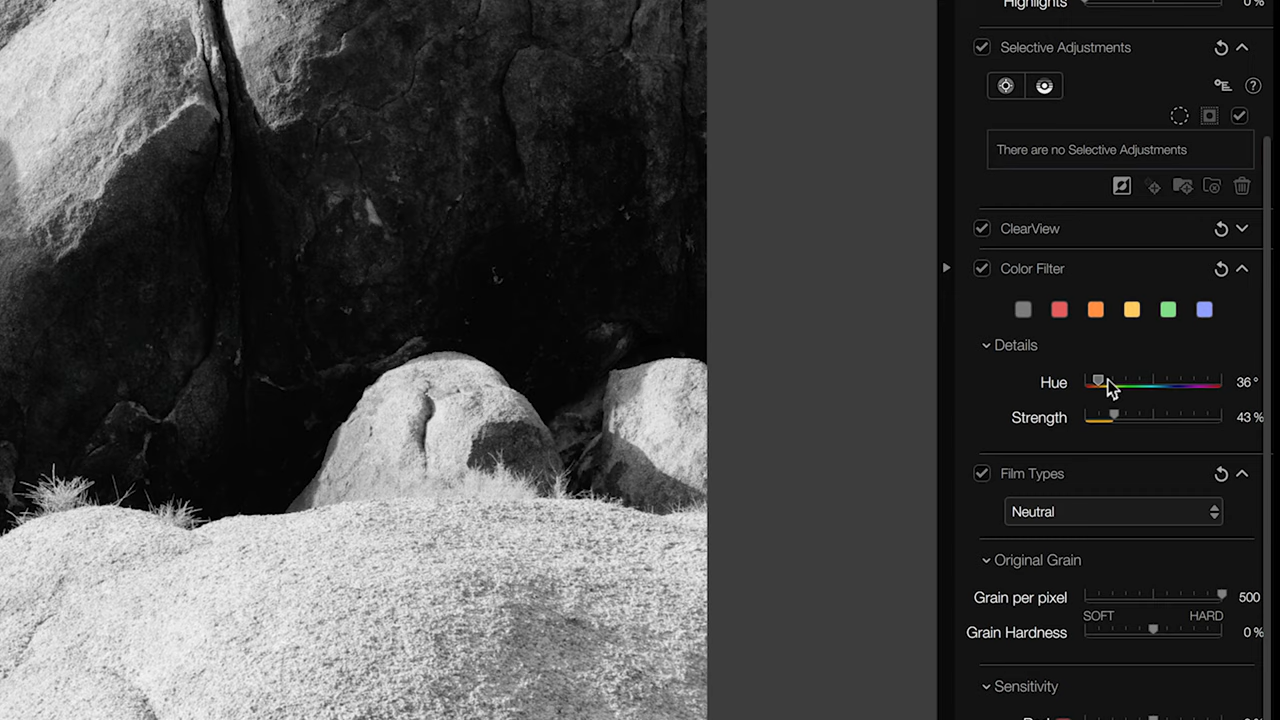 Highlights 0 %
Selective Adjustments
?
There are no Selective Adjustments
ClearView
Color Filter
Details
Hue 36 °
Strength 43 %
Film Types
Neutral
Original Grain
Grain per pixel 500
SOFT HARD
Grain Hardness 0 %
Sensitivity